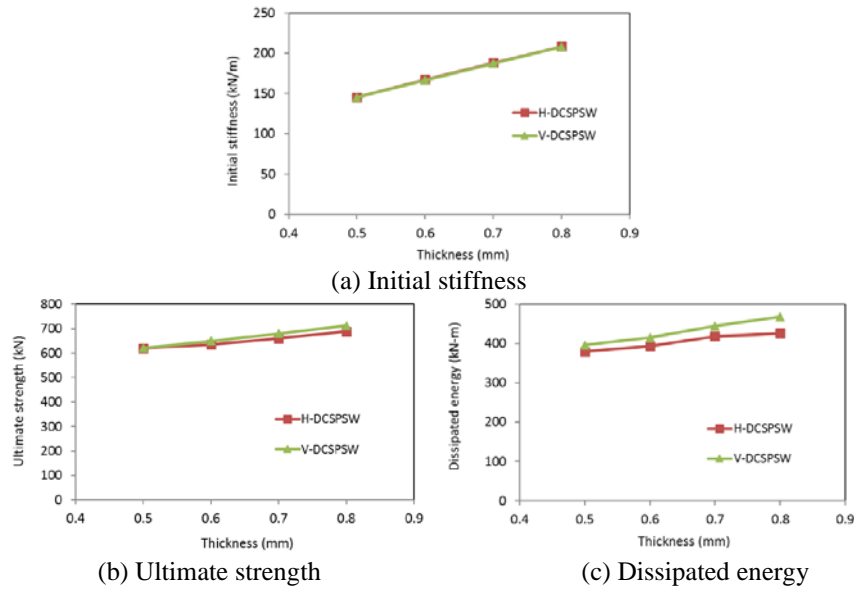 250
200
150
100
50
0
Initial stiffness (kN/m)
H-DCSPSW
V-DCSPSW
0.4 0.5 0.6 0.7 0.8 0.9
Thickness (mm)
(a) Initial stiffness
800
700
600
500
400
300
200
100
0
Ultimate strength (kN)
H-DCSPSW
V-DCSPSW
0.4 0.5 0.6 0.7 0.8 0.9
Thickness (mm)
(b) Ultimate strength
500
400
300
200
100
0
Dissipated energy (kN-m)
H-DCSPSW
V-DCSPSW
0.4 0.5 0.6 0.7 0.8 0.9
Thickness (mm)
(c) Dissipated energy